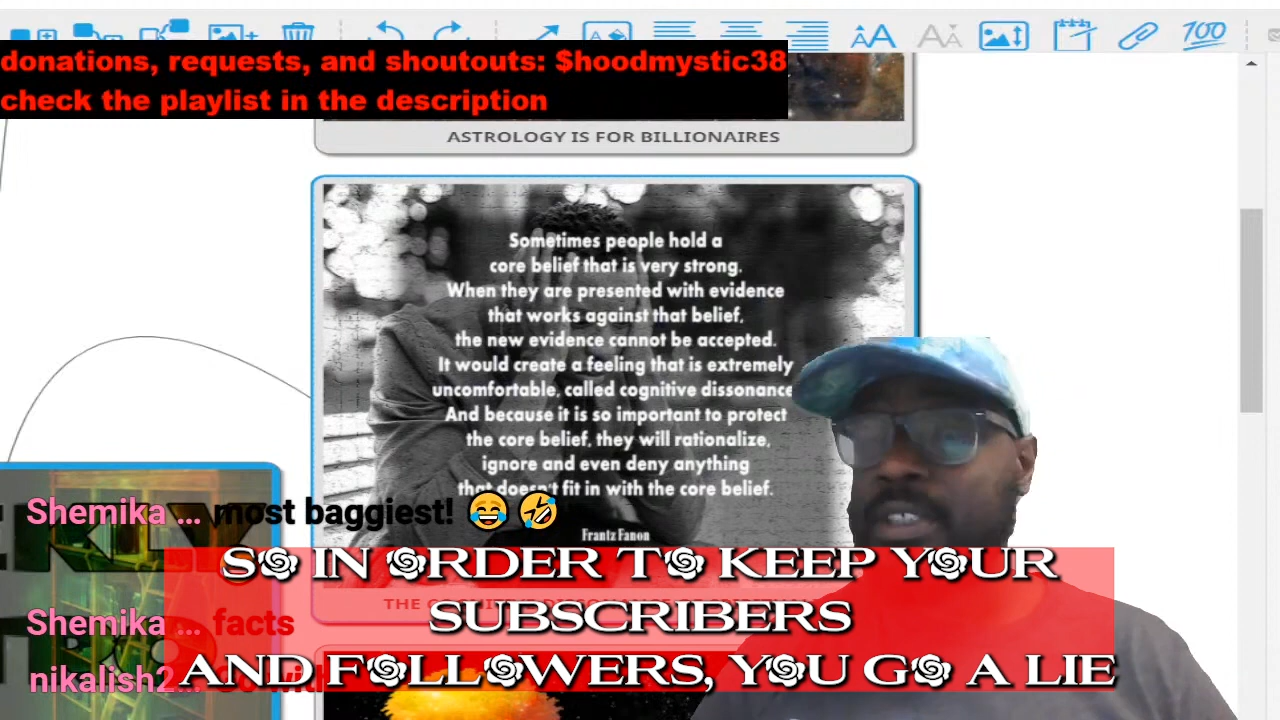 100
donations, requests, and shoutouts: $hoodmystic38
check the playlist in the description
ASTROLOGY IS FOR BILLIONAIRES
Sometimes people hold a
core belief that is very strong.
When they are presented with evidence
that works against that belief,
the new evidence cannot be accepted.
It would create a feeling that is extremely
uncomfortable, called cognitive dissonance
And because it is so important to protect
the core belief, they will rationalize,
ignore and even deny anything
that doesn't fit in with the core belief.
Frantz Fanon
Shemika ... most baggiest! 😂 🤣
SO IN ORDER TO KEEP YOUR
SUBSCRIBERS
AND FOLLOWERS, YOU GO A LIE
Shemika ... facts
nikalish2...